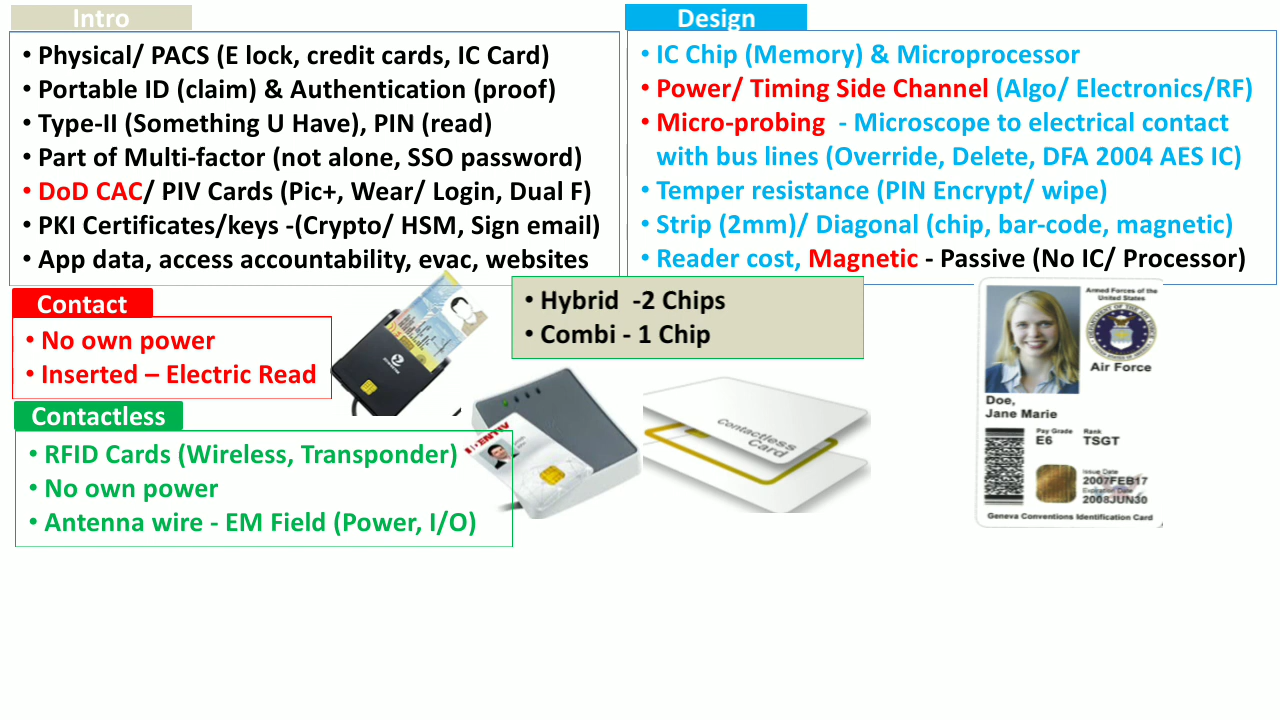 Intro
• Physical/ PACS (E lock, credit cards, IC Card)
• Portable ID (claim) & Authentication (proof)
• Type-II (Something U Have), PIN (read)
• Part of Multi-factor (not alone, SSO password)
• DoD CAC/ PIV Cards (Pic+, Wear/ Login, Dual F)
• PKI Certificates/keys -(Crypto/ HSM, Sign email)
• App data, access accountability, evac, websites
Design
• IC Chip (Memory) & Microprocessor
• Power/ Timing Side Channel (Algo/ Electronics/RF)
• Micro-probing - Microscope to electrical contact
with bus lines (Override, Delete, DFA 2004 AES IC)
• Temper resistance (PIN Encrypt/ wipe)
• Strip (2mm)/ Diagonal (chip, bar-code, magnetic)
• Reader cost, Magnetic - Passive (No IC/ Processor)
Contact
• No own power
• Inserted – Electric Read
• Hybrid -2 Chips
• Combi - 1 Chip
Contactless
• RFID Cards (Wireless, Transponder)
• No own power
• Antenna wire - EM Field (Power, I/O)
Contactless
Card
Armed Forces of the
United States
Air Force
Doe,
Jane Marie
Pay Grade Rank
E6 TSGT
Issue Date
2007FEB17
Expiration Date
2008JUN30
Geneva Conventions Identification Card